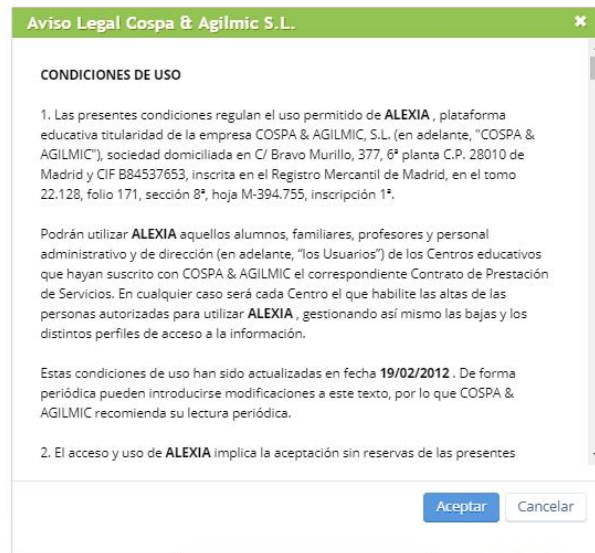 Aviso Legal Cospa & Agilmic S.L.
CONDICIONES DE USO
1. Las presentes condiciones regulan el uso permitido de ALEXIA , plataforma
educativa titularidad de la empresa COSPA & AGILMIC, S.L. (en adelante, "COSPA &
AGILMIC"), sociedad domiciliada en C/ Bravo Murillo, 377, 6ª planta C.P. 28010 de
Madrid y CIF B84537653, inscrita en el Registro Mercantil de Madrid, en el tomo
22.128, folio 171, sección 8ª, hoja M-394.755, inscripción 1ª.
Podrán utilizar ALEXIA aquellos alumnos, familiares, profesores y personal
administrativo y de dirección (en adelante, “los Usuarios”) de los Centros educativos
que hayan suscrito con COSPA & AGILMIC el correspondiente Contrato de Prestación
de Servicios. En cualquier caso será cada Centro el que habilite las altas de las
personas autorizadas para utilizar ALEXIA , gestionando así mismo las bajas y los
distintos perfiles de acceso a la información.
Estas condiciones de uso han sido actualizadas en fecha 19/02/2012 . De forma
periódica pueden introducirse modificaciones a este texto, por lo que COSPA &
AGILMIC recomienda su lectura periódica.
2. El acceso y uso de ALEXIA implica la aceptación sin reservas de las presentes
Aceptar
Cancelar